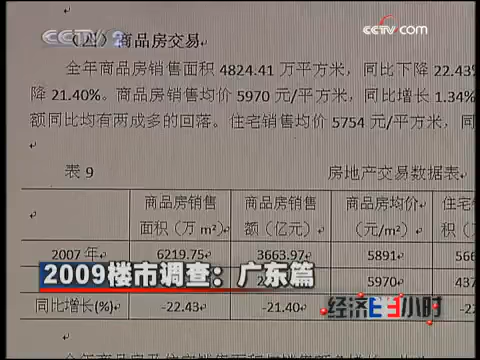 CCTV 2
cctv.com
（四）商品房交易
全年商品房销售面积 4824.41 万平方米，同比下降 22.43%
降 21.40%。商品房销售均价 5970 元/平方米，同比增长 1.34%
额同比均有两成多的回落。住宅销售均价 5754 元/平方米，同
表 9 房地产交易数据表
商品房销售 商品房销售 商品房均价 住宅
面积（万 m²） 额（亿元） （元/m²） 积
2007 年 6219.75 3663.97 5891 566
5970 437
2009楼市调查：广东篇
同比增长(%) -22.43 -21.40
经济半小时